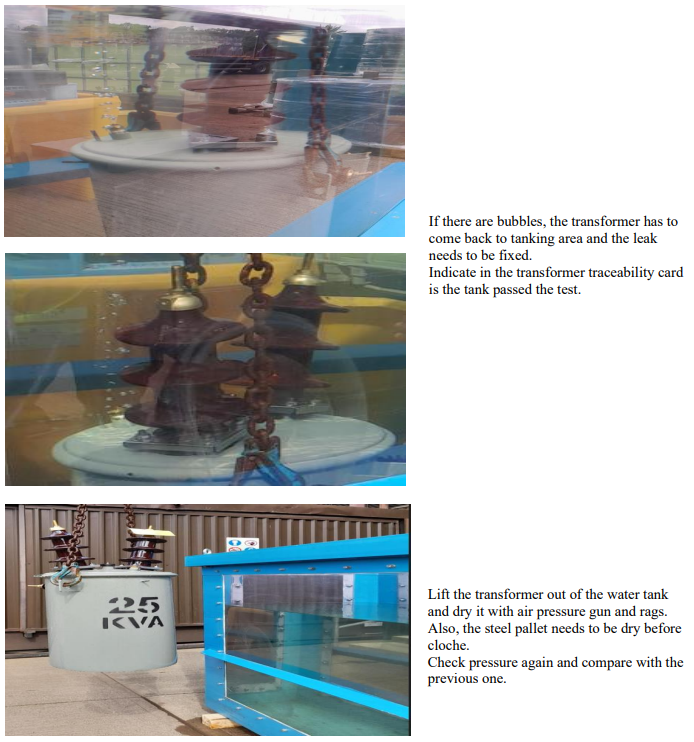 If there are bubbles, the transformer has to
come back to tanking area and the leak
needs to be fixed.
Indicate in the transformer traceability card
is the tank passed the test.
25
KVA
Lift the transformer out of the water tank
and dry it with air pressure gun and rags.
Also, the steel pallet needs to be dry before
cloche.
Check pressure again and compare with the
previous one.